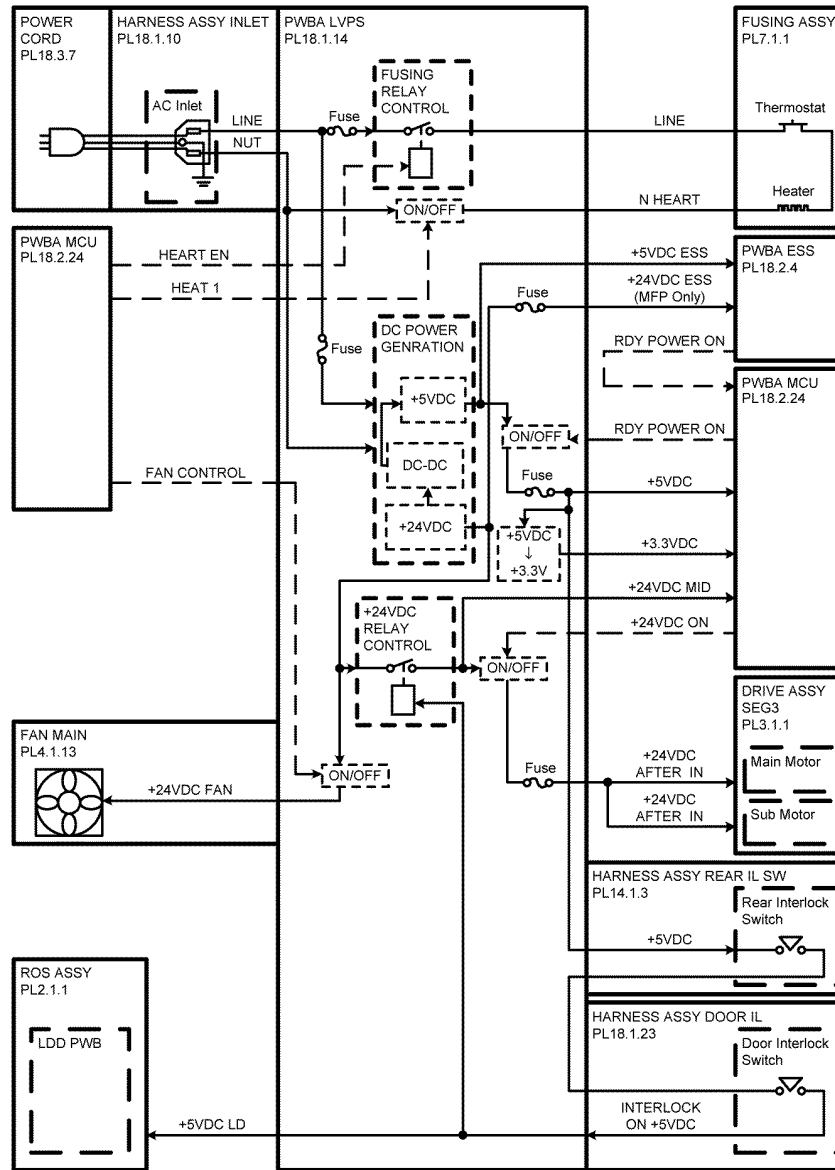 POWER
CORD
PL18.3.7
HARNESS ASSY INLET
PL18.1.10
PWBA LVPS
PL18.1.14
FUSING ASSY
PL7.1.1
AC Inlet
LINE
NUT
Fuse
FUSING
RELAY
CONTROL
LINE
Thermostat
Heater
N HEART
ON/OFF
PWBA MCU
PL18.2.24
HEART EN
HEAT 1
FAN CONTROL
Fuse
DC POWER
GENRATION
+5VDC
DC-DC
+24VDC
Fuse
+5VDC ESS
+24VDC ESS
(MFP Only)
PWBA ESS
PL18.2.4
RDY POWER ON
PWBA MCU
PL18.2.24
ON/OFF
RDY POWER ON
Fuse
+5VDC
+5VDC
↓
+3.3V
+3.3VDC
+24VDC MID
+24VDC ON
+24VDC
RELAY
CONTROL
ON/OFF
DRIVE ASSY
SEG3
PL3.1.1
Main Motor
Sub Motor
Fuse
+24VDC
AFTER IN
+24VDC
AFTER IN
FAN MAIN
PL4.1.13
+24VDC FAN
ON/OFF
HARNESS ASSY REAR IL SW
PL14.1.3
Rear Interlock
Switch
+5VDC
HARNESS ASSY DOOR IL
PL18.1.23
Door Interlock
Switch
INTERLOCK
ON +5VDC
ROS ASSY
PL2.1.1
LDD PWB
+5VDC LD